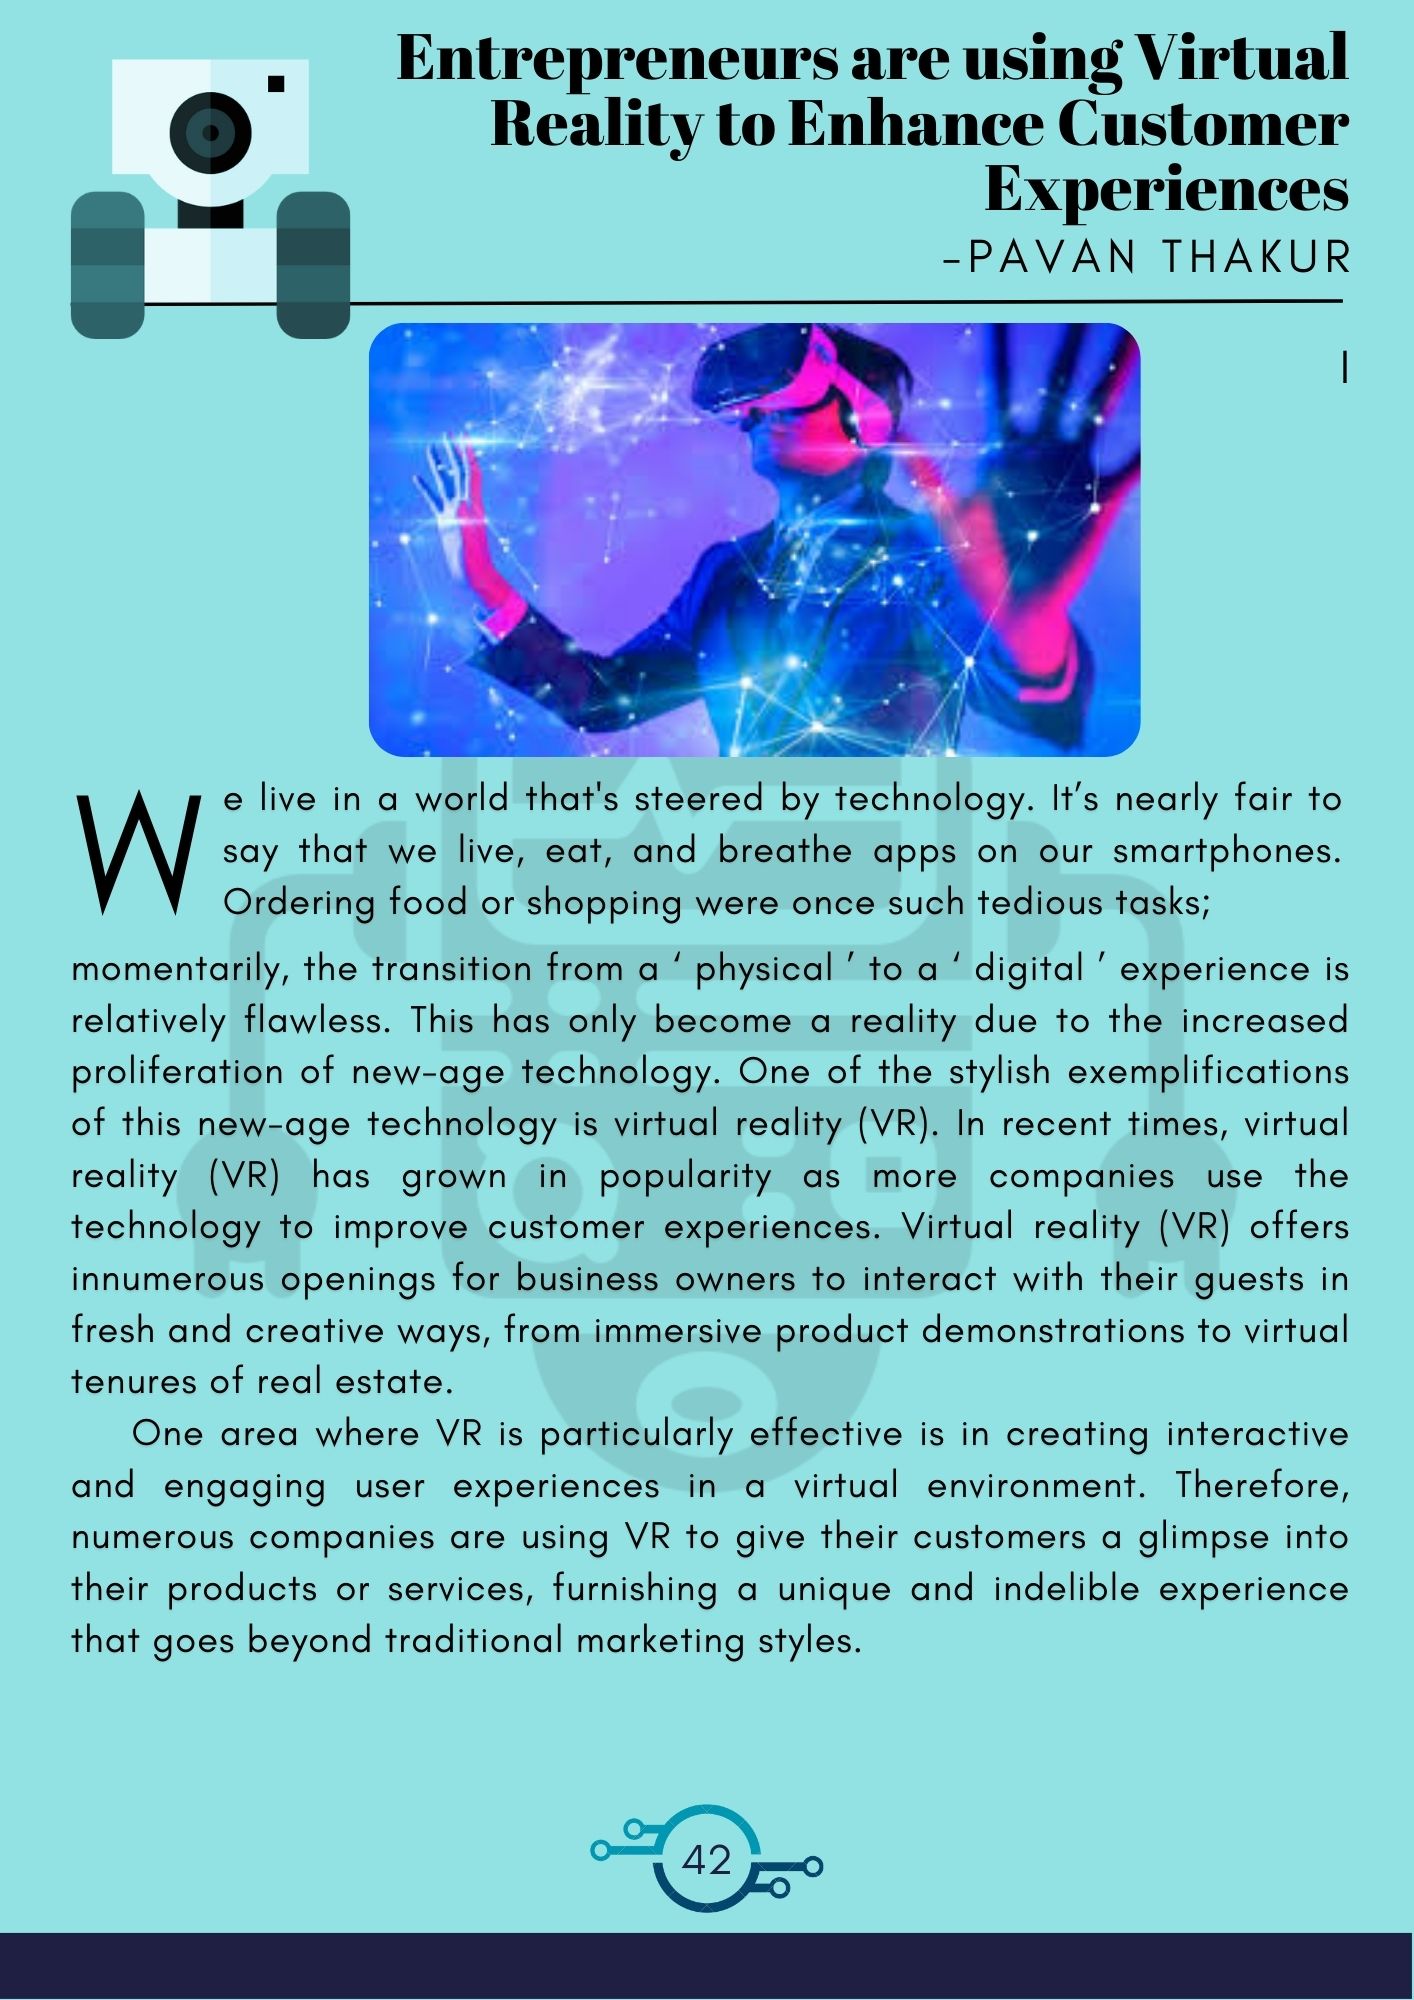 Entrepreneurs are using Virtual
Reality to Enhance Customer
Experiences
-PAVAN THAKUR
I
We live in a world that's steered by technology. It’s nearly fair to
say that we live, eat, and breathe apps on our smartphones.
Ordering food or shopping were once such tedious tasks;
momentarily, the transition from a ‘ physical ’ to a ‘ digital ’ experience is
relatively flawless. This has only become a reality due to the increased
proliferation of new-age technology. One of the stylish exemplifications
of this new-age technology is virtual reality (VR). In recent times, virtual
reality (VR) has grown in popularity as more companies use the
technology to improve customer experiences. Virtual reality (VR) offers
innumerous openings for business owners to interact with their guests in
fresh and creative ways, from immersive product demonstrations to virtual
tenures of real estate.
One area where VR is particularly effective is in creating interactive
and engaging user experiences in a virtual environment. Therefore,
numerous companies are using VR to give their customers a glimpse into
their products or services, furnishing a unique and indelible experience
that goes beyond traditional marketing styles.
42